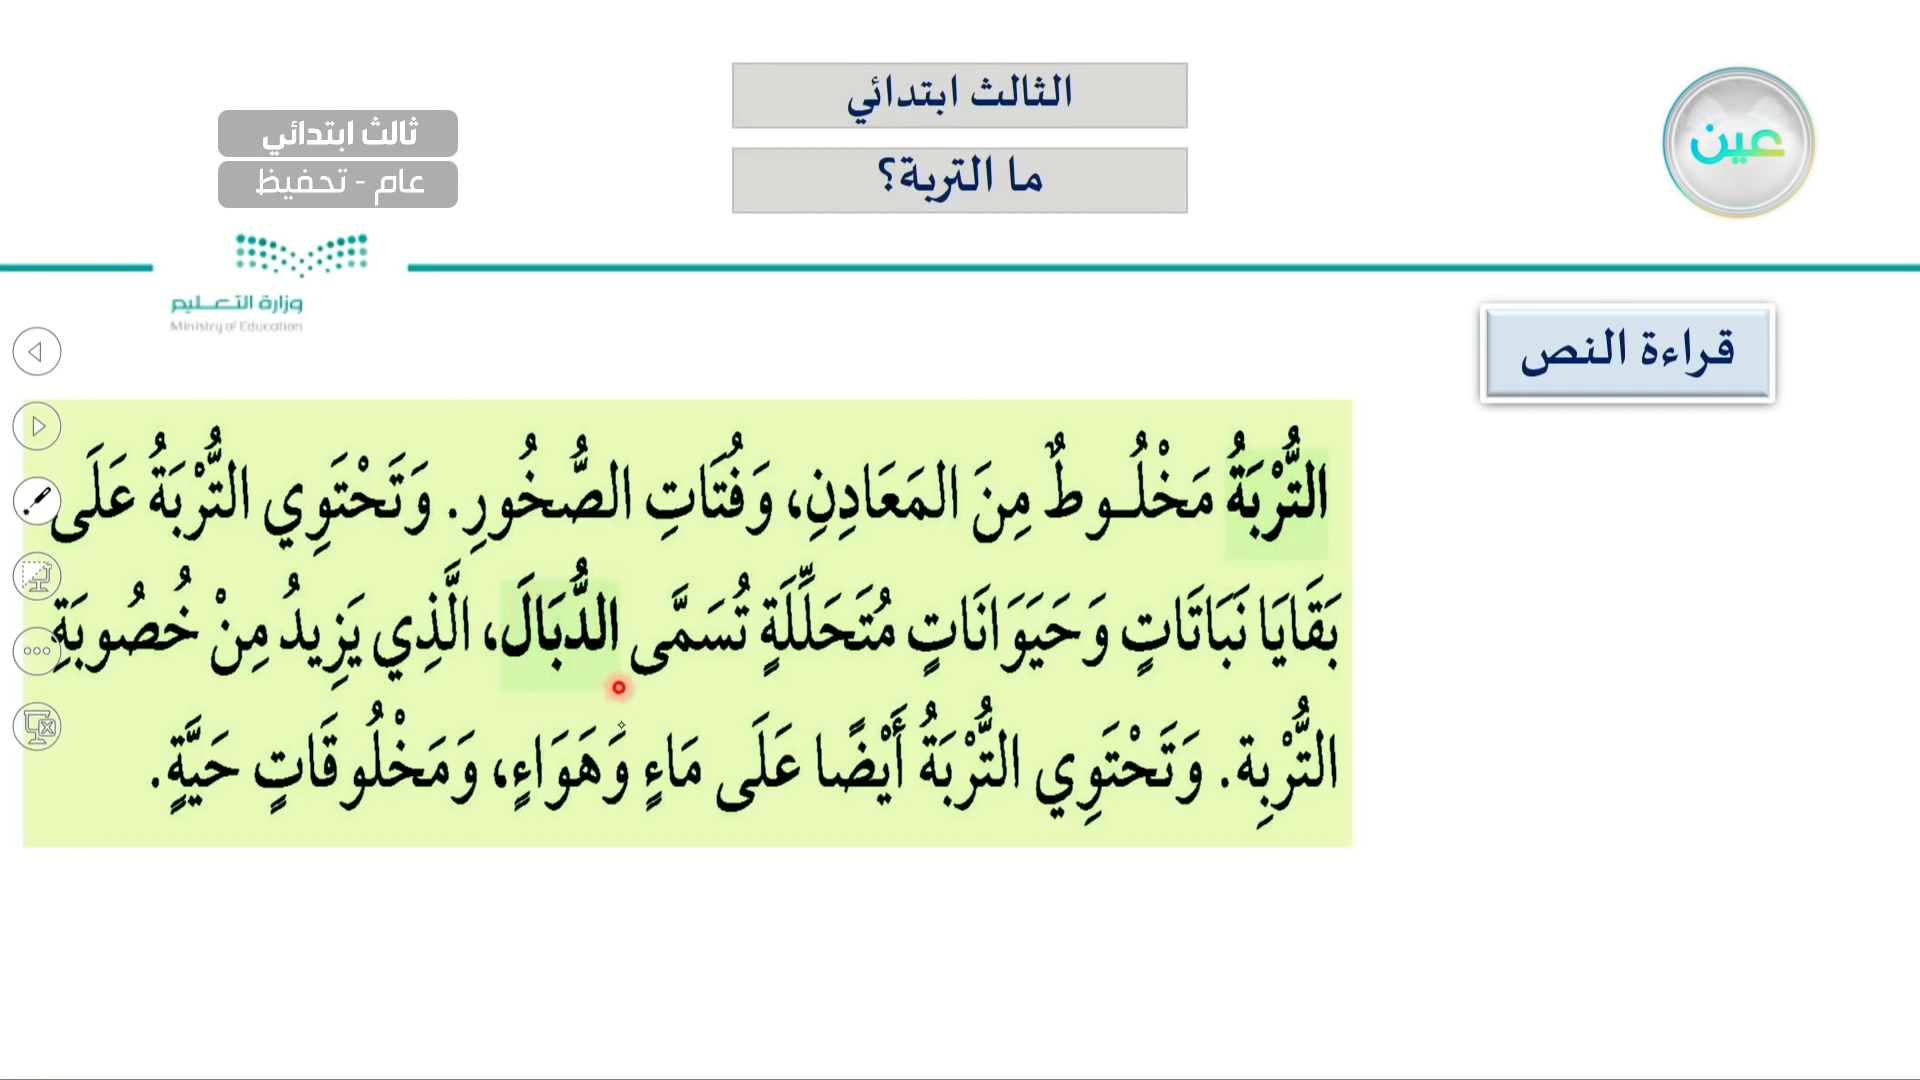 الثالث ابتدائي
ما التربة؟
عين
ثالث ابتدائي
عام - تحفيظ
وزارة التعليم
Ministry of Education
قراءة النص
التُّرْبَةُ مَخْلُوطٌ مِنَ المَعَادِنِ، وَفُتَاتِ الصُّخُورِ. وَتَحْتَوِي التُّرْبَةُ عَلَى
بَقَايَا نَبَاتَاتٍ وَحَيَوَانَاتٍ مُتَحَلِّلَةٍ تُسَمَّى الدُّبَالَ، الَّذِي يَزِيدُ مِنْ خُصُوبَةِ
التُّرْبِة. وَتَحْتَوِي التُّرْبَةُ أَيْضًا عَلَى مَاءٍ وَهَوَاءٍ، وَمَخْلُوقَاتٍ حَيَّةٍ.